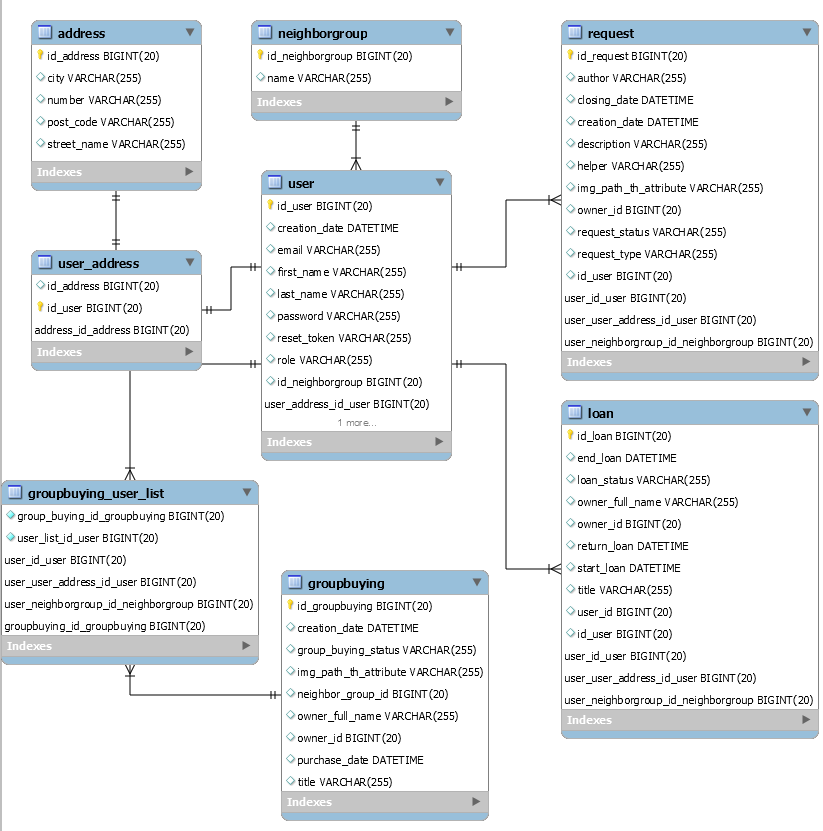 address
id_address BIGINT(20)
city VARCHAR(255)
number VARCHAR(255)
post_code VARCHAR(255)
street_name VARCHAR(255)
Indexes
neighborgroup
id_neighborgroup BIGINT(20)
name VARCHAR(255)
Indexes
request
id_request BIGINT(20)
author VARCHAR(255)
closing_date DATETIME
creation_date DATETIME
description VARCHAR(255)
helper VARCHAR(255)
img_path_th_attribute VARCHAR(255)
owner_id BIGINT(20)
request_status VARCHAR(255)
request_type VARCHAR(255)
id_user BIGINT(20)
user_id_user BIGINT(20)
user_user_address_id_user BIGINT(20)
user_neighborgroup_id_neighborgroup BIGINT(20)
Indexes
user
id_user BIGINT(20)
creation_date DATETIME
email VARCHAR(255)
first_name VARCHAR(255)
last_name VARCHAR(255)
password VARCHAR(255)
reset_token VARCHAR(255)
role VARCHAR(255)
id_neighborgroup BIGINT(20)
user_address_id_user BIGINT(20)
1 more...
Indexes
user_address
id_address BIGINT(20)
id_user BIGINT(20)
address_id_address BIGINT(20)
Indexes
loan
id_loan BIGINT(20)
end_loan DATETIME
loan_status VARCHAR(255)
owner_full_name VARCHAR(255)
owner_id BIGINT(20)
return_loan DATETIME
start_loan DATETIME
title VARCHAR(255)
user_id BIGINT(20)
id_user BIGINT(20)
user_id_user BIGINT(20)
user_user_address_id_user BIGINT(20)
user_neighborgroup_id_neighborgroup BIGINT(20)
Indexes
groupbuying_user_list
group_buying_id_groupbuying BIGINT(20)
user_list_id_user BIGINT(20)
user_id_user BIGINT(20)
user_user_address_id_user BIGINT(20)
user_neighborgroup_id_neighborgroup BIGINT(20)
groupbuying_id_groupbuying BIGINT(20)
Indexes
groupbuying
id_groupbuying BIGINT(20)
creation_date DATETIME
group_buying_status VARCHAR(255)
img_path_th_attribute VARCHAR(255)
neighbor_group_id BIGINT(20)
owner_full_name VARCHAR(255)
owner_id BIGINT(20)
purchase_date DATETIME
title VARCHAR(255)
Indexes